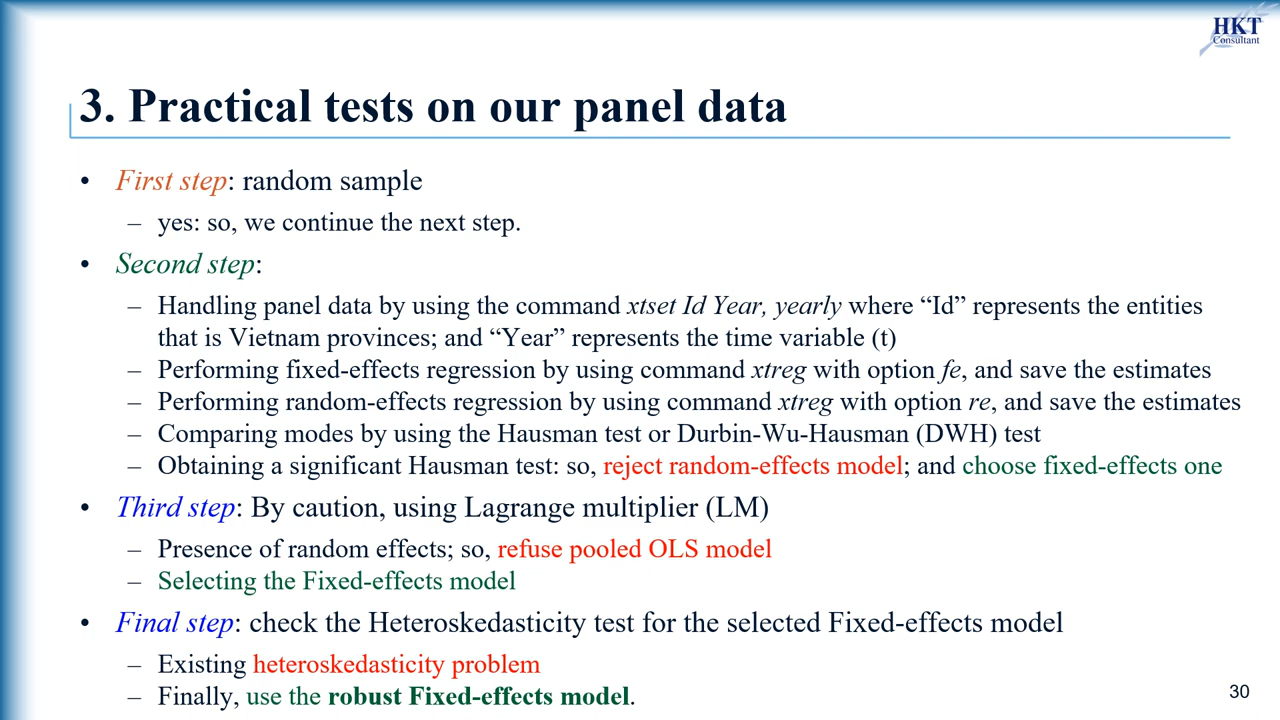 HKT
Consultant
3. Practical tests on our panel data
• First step: random sample
– yes: so, we continue the next step.
• Second step:
– Handling panel data by using the command xtset Id Year, yearly where “Id” represents the entities
that is Vietnam provinces; and “Year” represents the time variable (t)
– Performing fixed-effects regression by using command xtreg with option fe, and save the estimates
– Performing random-effects regression by using command xtreg with option re, and save the estimates
– Comparing modes by using the Hausman test or Durbin-Wu-Hausman (DWH) test
– Obtaining a significant Hausman test: so, reject random-effects model; and choose fixed-effects one
• Third step: By caution, using Lagrange multiplier (LM)
– Presence of random effects; so, refuse pooled OLS model
– Selecting the Fixed-effects model
• Final step: check the Heteroskedasticity test for the selected Fixed-effects model
– Existing heteroskedasticity problem
– Finally, use the robust Fixed-effects model.
30